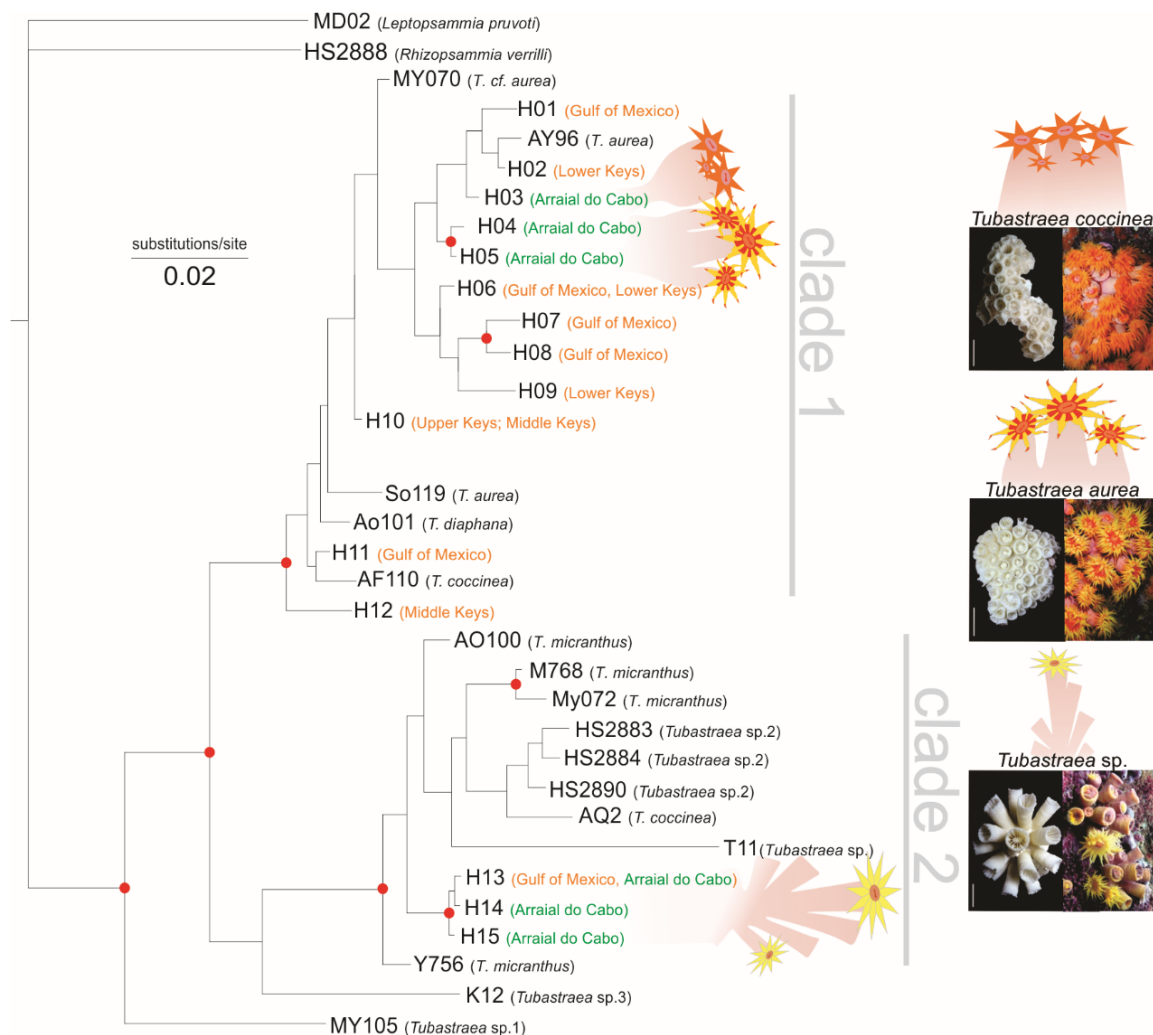 MD02 (Leptopsammia pruvoti)
HS2888 (Rhizopsammia verrilli)
MY070 (T. cf. aurea)
H01 (Gulf of Mexico)
AY96 (T. aurea)
H02 (Lower Keys)
H03 (Arraial do Cabo)
H04 (Arraial do Cabo)
H05 (Arraial do Cabo)
H06 (Gulf of Mexico, Lower Keys)
H07 (Gulf of Mexico)
H08 (Gulf of Mexico)
H09 (Lower Keys)
H10 (Upper Keys; Middle Keys)
So119 (T. aurea)
Ao101 (T. diaphana)
H11 (Gulf of Mexico)
AF110 (T. coccinea)
H12 (Middle Keys)
AO100 (T. micranthus)
M768 (T. micranthus)
My072 (T. micranthus)
HS2883 (Tubastraea sp.2)
HS2884 (Tubastraea sp.2)
HS2890 (Tubastraea sp.2)
AQ2 (T. coccinea)
T11(Tubastraea sp.)
H13 (Gulf of Mexico, Arraial do Cabo)
H14 (Arraial do Cabo)
H15 (Arraial do Cabo)
Y756 (T. micranthus)
K12 (Tubastraea sp.3)
MY105 (Tubastraea sp.1)
substitutions/site
0.02
clade 1
clade 2
Tubastraea coccinea
Tubastraea aurea
Tubastraea sp.